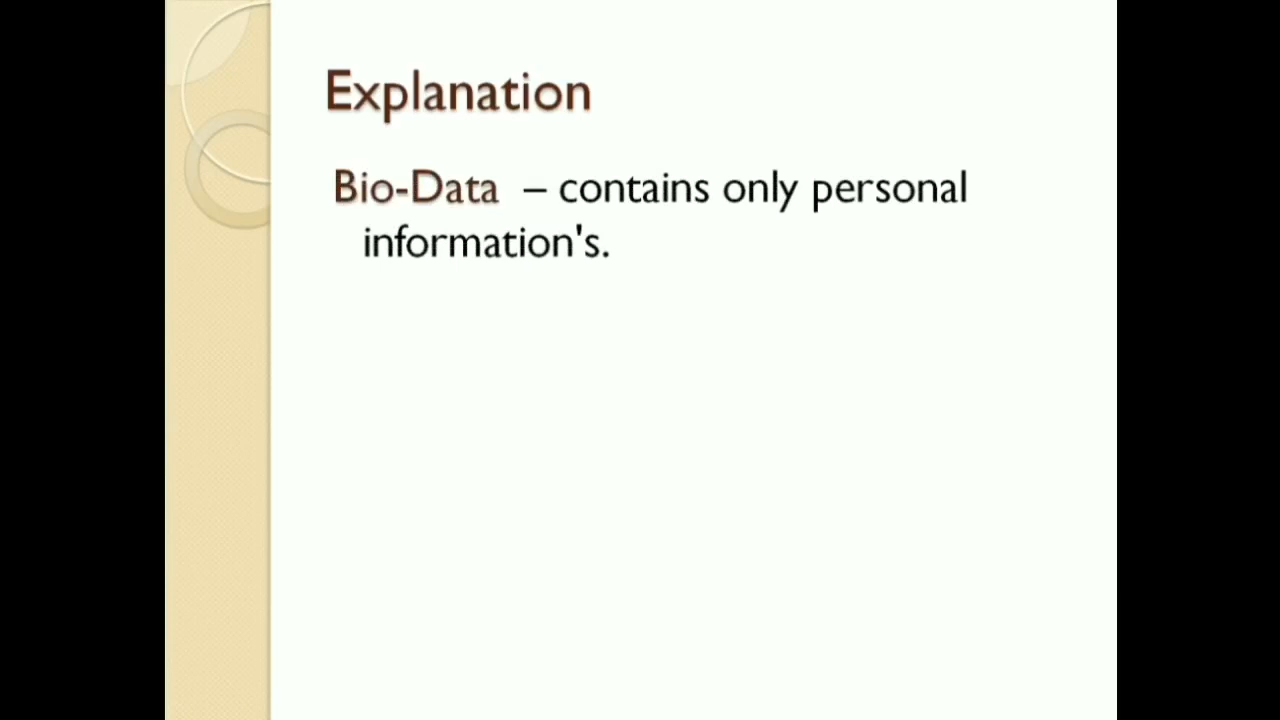 Explanation
Bio-Data – contains only personal
information's.